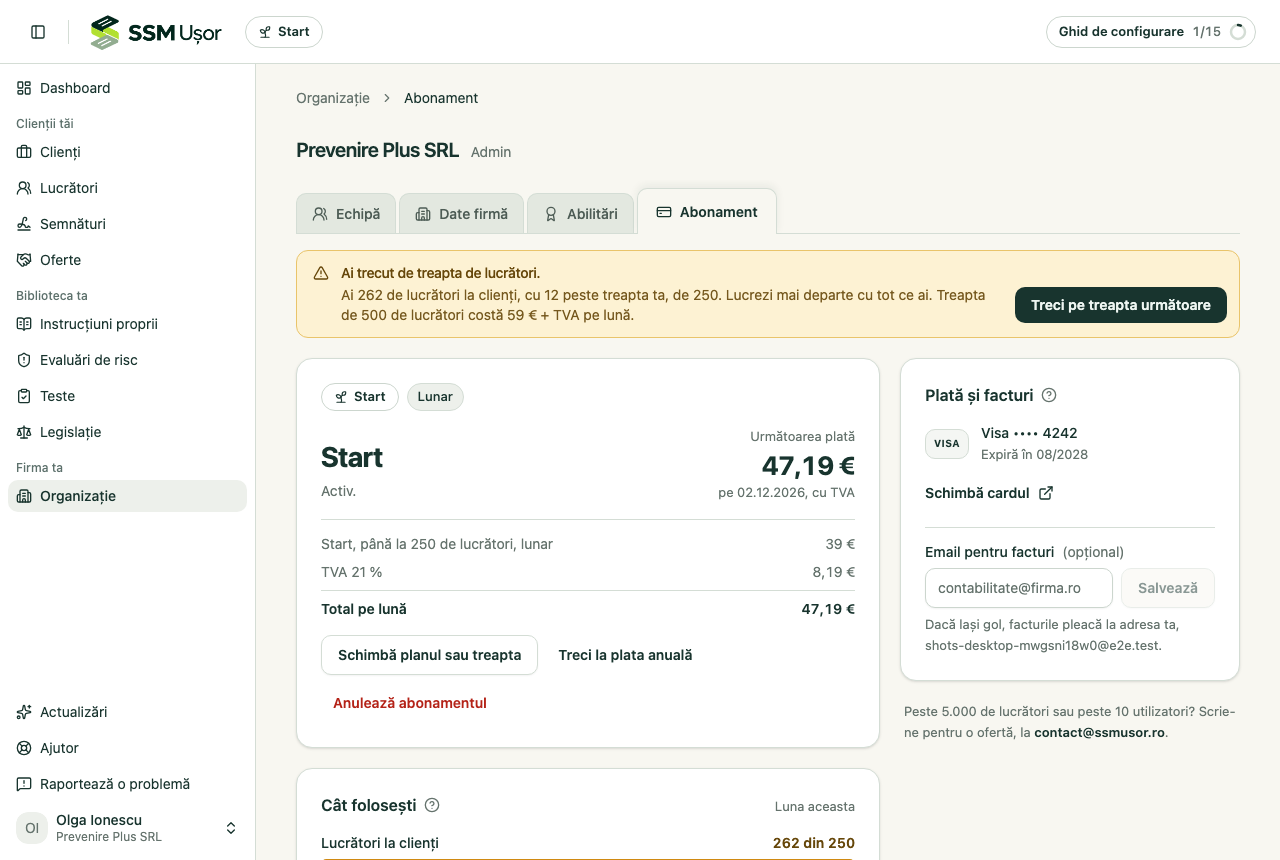 SSM Ușor
Start
Ghid de configurare 1/15
Dashboard
Clienții tăi
Clienți
Lucrători
Semnături
Oferte
Biblioteca ta
Instrucțiuni proprii
Evaluări de risc
Teste
Legislație
Firma ta
Organizație
Actualizări
Ajutor
Raportează o problemă
OI
Olga Ionescu
Prevenire Plus SRL
Organizație > Abonament
Prevenire Plus SRL Admin
Echipă
Date firmă
Abilitări
Abonament
Ai trecut de treapta de lucrători.
Ai 262 de lucrători la clienți, cu 12 peste treapta ta, de 250. Lucrezi mai departe cu tot ce ai. Treapta
de 500 de lucrători costă 59 € + TVA pe lună.
Treci pe treapta următoare
Start
Lunar
Start
Activ.
Următoarea plată
47,19 €
pe 02.12.2026, cu TVA
Start, până la 250 de lucrători, lunar 39 €
TVA 21 % 8,19 €
Total pe lună 47,19 €
Schimbă planul sau treapta
Treci la plata anuală
Anulează abonamentul
Plată și facturi
VISA
Visa •••• 4242
Expiră în 08/2028
Schimbă cardul
Email pentru facturi (opțional)
contabilitate@firma.ro
Salvează
Dacă lași gol, facturile pleacă la adresa ta,
shots-desktop-mwgsni18w0@e2e.test.
Peste 5.000 de lucrători sau peste 10 utilizatori? Scrie-
ne pentru o ofertă, la contact@ssmusor.ro.
Cât folosești
Luna aceasta
Lucrători la clienți 262 din 250